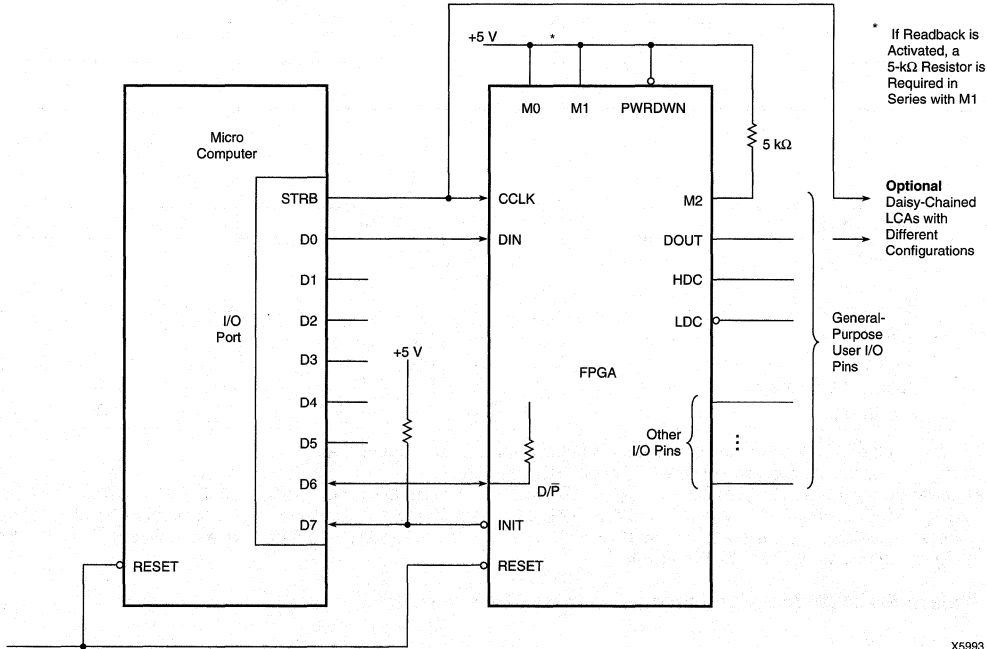 +5 V
*
* If Readback is
Activated, a
5-kΩ Resistor is
Required in
Series with M1
M0
M1
PWRDWN
5 kΩ
Micro
Computer
STRB
CCLK
M2
Optional
Daisy-Chained
LCAs with
Different
Configurations
D0
DIN
DOUT
D1
HDC
I/O
Port
D2
LDC
General-
Purpose
User I/O
Pins
D3
+5 V
FPGA
D4
D5
Other
I/O Pins
⋮
D6
D/P̅
D7
INIT
RESET
RESET
X5993